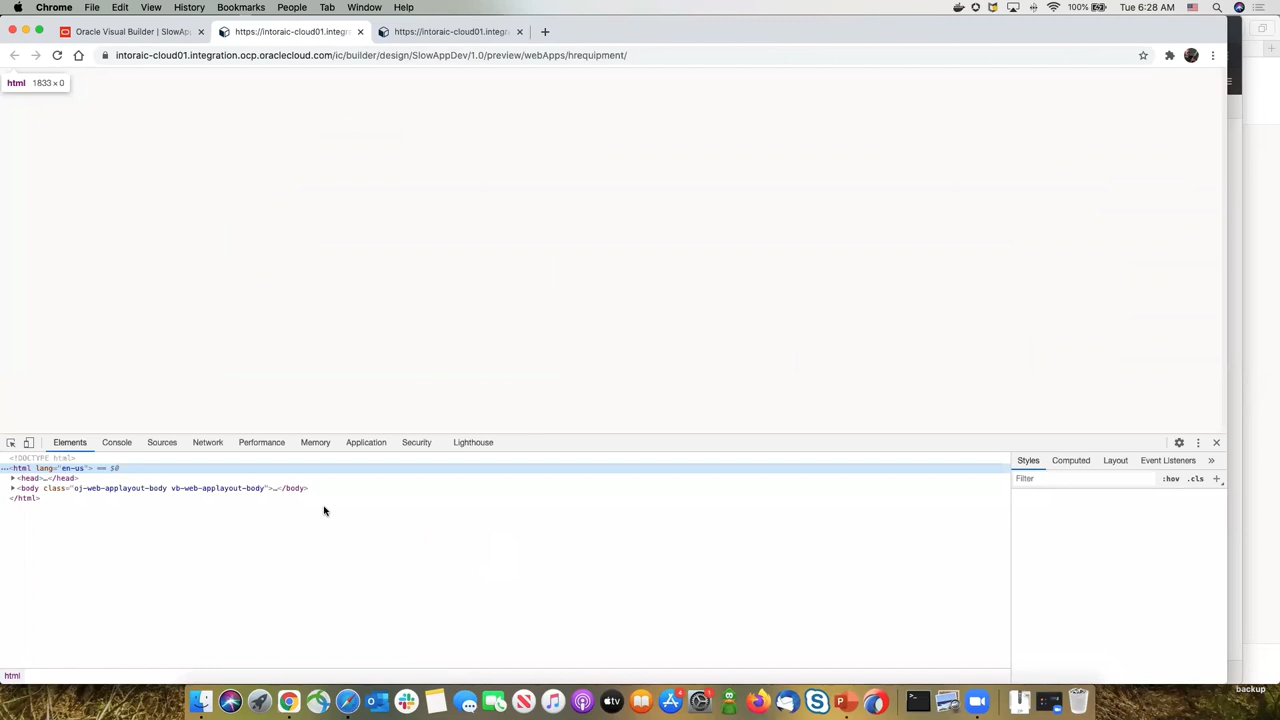 Chrome File Edit View History Bookmarks People Tab Window Help 100% Tue 6:28 AM
Oracle Visual Builder | SlowAp × https://intoraic-cloud01.integr × https://intoraic-cloud01.integr × +
intoraic-cloud01.integration.ocp.oraclecloud.com/ic/builder/design/SlowAppDev/1.0/preview/webApps/hrequipment/
html 1833 × 0
Elements Console Sources Network Performance Memory Application Security Lighthouse
<!DOCTYPE html>
…<html lang="en-us"> == $0
Styles Computed Layout Event Listeners »
<head>…</head>
Filter :hov .cls +
<body class="oj-web-applayout-body vb-web-applayout-body">…</body>
</html>
html
backup